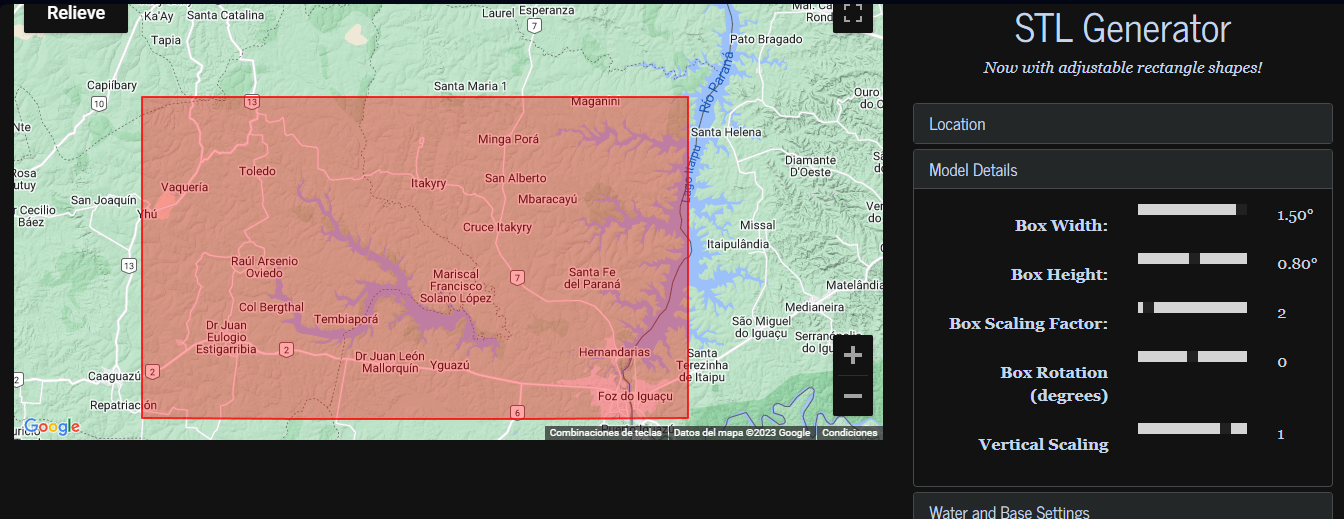 Relieve
Ka'Ay
Santa Catalina
Laurel
Esperanza
7
Tapia
Pato Bragado
Río Paraná
Capiíbary
10
13
Santa Maria 1
Maganini
Minga Porá
Santa Helena
Lago Itaipu
Toledo
Vaquería
Itakyry
San Alberto
Mbaracayú
Diamante
D'Oeste
San Joaquín
Yhú
r Cecilio
Báez
Cruce Itakyry
Missal
Itaipulândia
13
Raúl Arsenio
Oviedo
Mariscal
Francisco
Solano López
7
Santa Fe
del Paraná
Matelândia
Col Bergthal
Tembiaporá
Medianeira
Dr Juan
Eulogio
Estigarribia
2
São Miguel
do Iguaçu
Dr Juan León
Mallorquín
Yguazú
Hernandarias
Santa
Terezinha
de Itaipu
2
Caaguazú
2
Repatriación
6
Foz do Iguaçu
Google
Combinaciones de teclas
Datos del mapa ©2023 Google
Condiciones
STL Generator
Now with adjustable rectangle shapes!
Location
Model Details
Box Width: 1.50°
Box Height: 0.80°
Box Scaling Factor: 2
Box Rotation
(degrees) 0
Vertical Scaling 1
Water and Base Settings